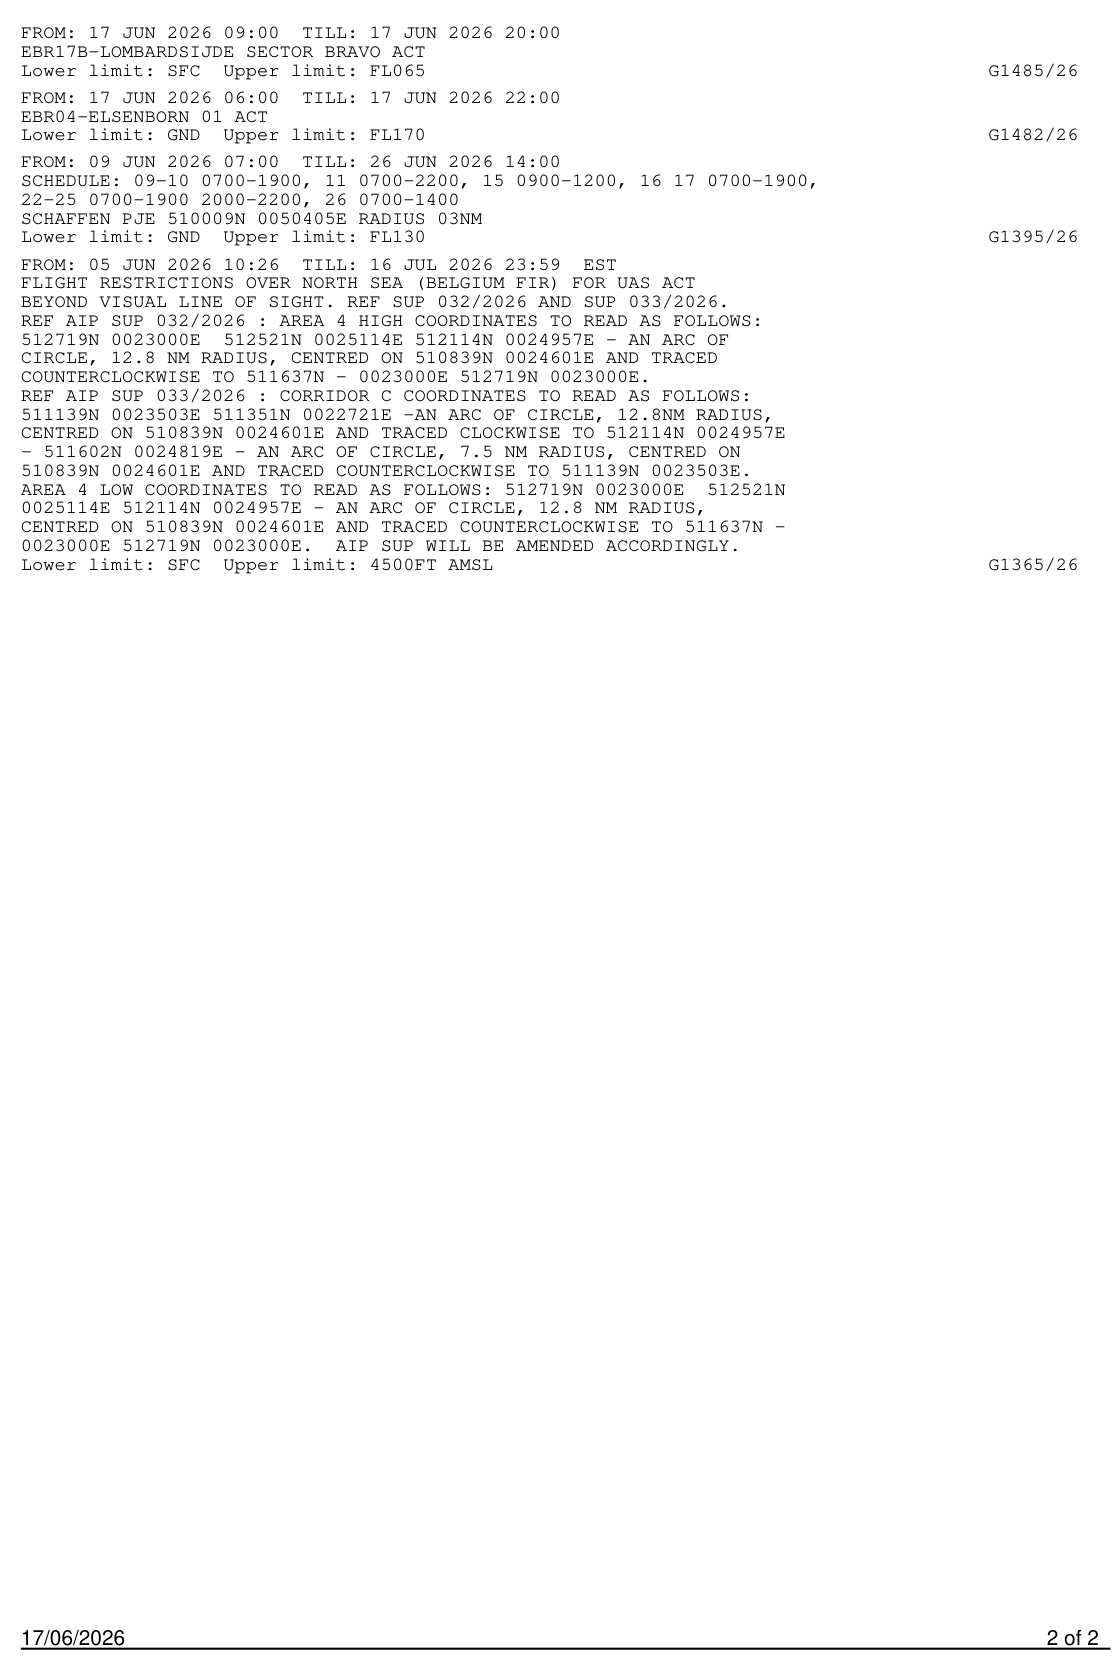 FROM: 17 JUN 2026 09:00  TILL: 17 JUN 2026 20:00
EBR17B-LOMBARDSIJDE SECTOR BRAVO ACT
Lower limit: SFC  Upper limit: FL065 G1485/26
FROM: 17 JUN 2026 06:00  TILL: 17 JUN 2026 22:00
EBR04-ELSENBORN 01 ACT
Lower limit: GND  Upper limit: FL170 G1482/26
FROM: 09 JUN 2026 07:00  TILL: 26 JUN 2026 14:00
SCHEDULE: 09-10 0700-1900, 11 0700-2200, 15 0900-1200, 16 17 0700-1900,
22-25 0700-1900 2000-2200, 26 0700-1400
SCHAFFEN PJE 510009N 0050405E RADIUS 03NM
Lower limit: GND  Upper limit: FL130 G1395/26
FROM: 05 JUN 2026 10:26  TILL: 16 JUL 2026 23:59  EST
FLIGHT RESTRICTIONS OVER NORTH SEA (BELGIUM FIR) FOR UAS ACT
BEYOND VISUAL LINE OF SIGHT. REF SUP 032/2026 AND SUP 033/2026.
REF AIP SUP 032/2026 : AREA 4 HIGH COORDINATES TO READ AS FOLLOWS:
512719N 0023000E  512521N 0025114E 512114N 0024957E - AN ARC OF
CIRCLE, 12.8 NM RADIUS, CENTRED ON 510839N 0024601E AND TRACED
COUNTERCLOCKWISE TO 511637N - 0023000E 512719N 0023000E.
REF AIP SUP 033/2026 : CORRIDOR C COORDINATES TO READ AS FOLLOWS:
511139N 0023503E 511351N 0022721E -AN ARC OF CIRCLE, 12.8NM RADIUS,
CENTRED ON 510839N 0024601E AND TRACED CLOCKWISE TO 512114N 0024957E
- 511602N 0024819E - AN ARC OF CIRCLE, 7.5 NM RADIUS, CENTRED ON
510839N 0024601E AND TRACED COUNTERCLOCKWISE TO 511139N 0023503E.
AREA 4 LOW COORDINATES TO READ AS FOLLOWS: 512719N 0023000E  512521N
0025114E 512114N 0024957E - AN ARC OF CIRCLE, 12.8 NM RADIUS,
CENTRED ON 510839N 0024601E AND TRACED COUNTERCLOCKWISE TO 511637N -
0023000E 512719N 0023000E.  AIP SUP WILL BE AMENDED ACCORDINGLY.
Lower limit: SFC  Upper limit: 4500FT AMSL G1365/26
17/06/2026 2 of 2